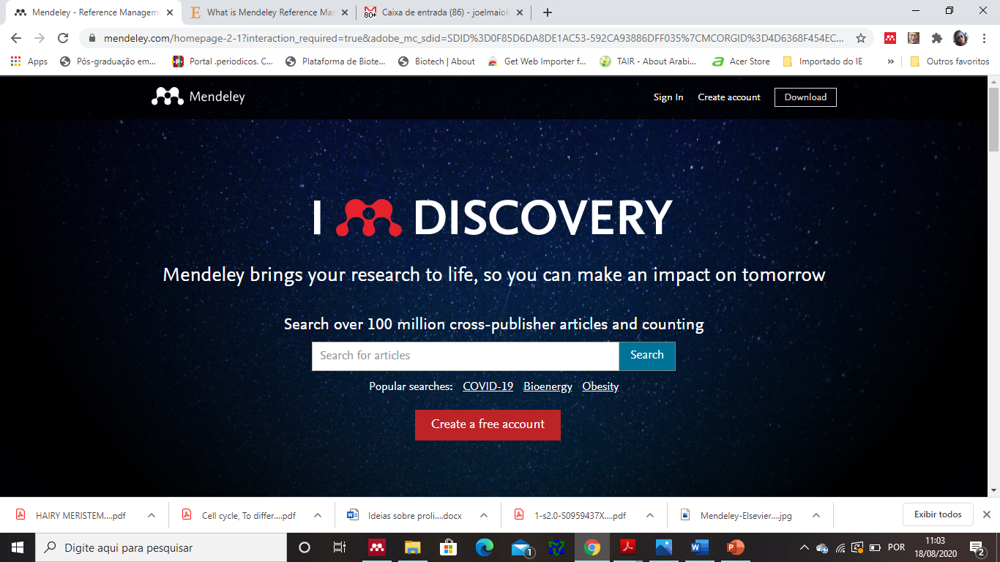 Mendeley - Reference Managem
What is Mendeley Reference Mar
Caixa de entrada (86) - joelmaioli
mendeley.com/homepage-2-1?interaction_required=true&adobe_mc_sdid=SDID%3D0F85D6DA8DE1AC53-592CA93886DFF035%7CMCORGID%3D4D6368F454EC...
Apps
Pós-graduação em...
Portal .periodicos. C...
Plataforma de Biote...
Biotech | About
Get Web Importer f...
TAIR - About Arabi...
Acer Store
Importado do IE
»
Outros favoritos
Mendeley
Sign In
Create account
Download
I DISCOVERY
Mendeley brings your research to life, so you can make an impact on tomorrow
Search over 100 million cross-publisher articles and counting
Search for articles
Search
Popular searches: COVID-19 Bioenergy Obesity
Create a free account
HAIRY MERISTEM....pdf
Cell cycle, To differ....pdf
Ideias sobre proli....docx
1-s2.0-S0959437X....pdf
Mendeley-Elsevier....jpg
Exibir todos
Digite aqui para pesquisar
1
POR
11:03
18/08/2020
2